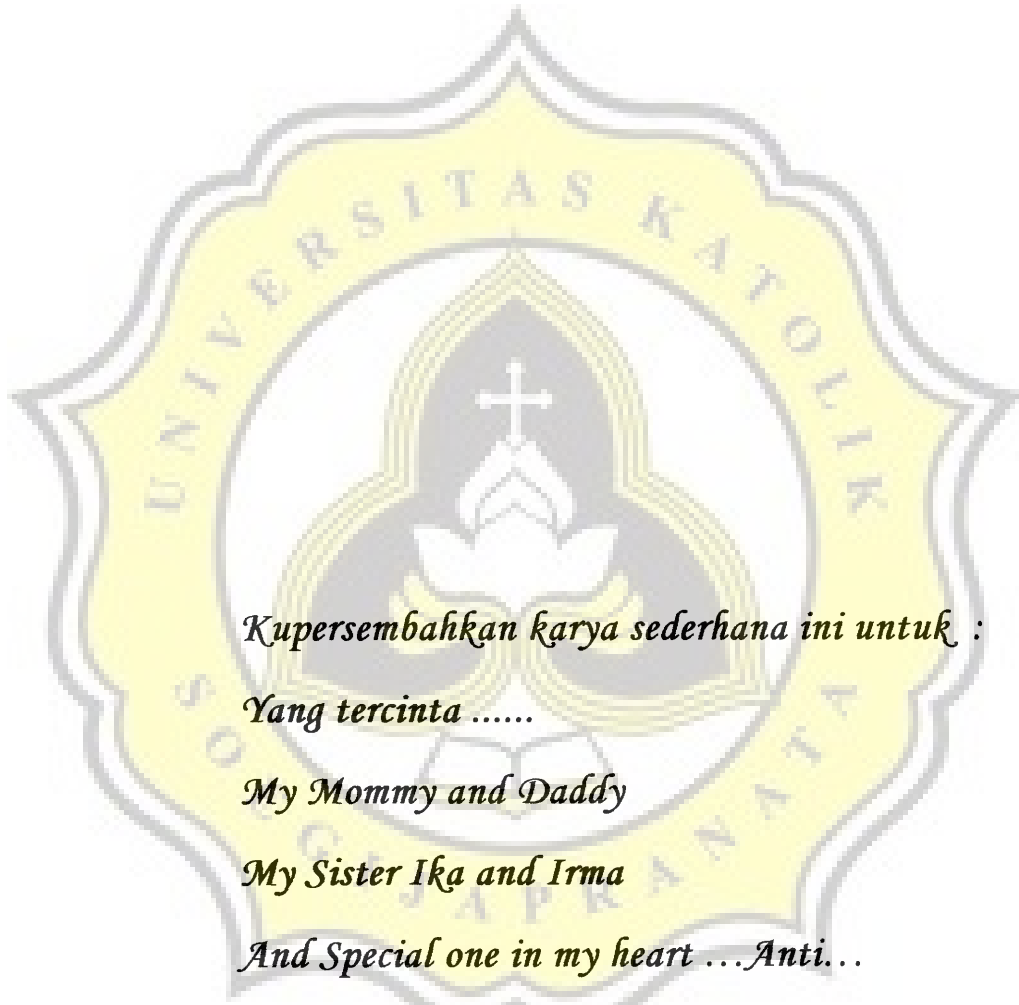 UNIVERSITAS KATOLIK
SOEGIJAPRANATA
Kupersembahkan karya sederhana ini untuk :
Yang tercinta ......
My Mommy and Daddy
My Sister Ika and Irma
And Special one in my heart ...Anti...